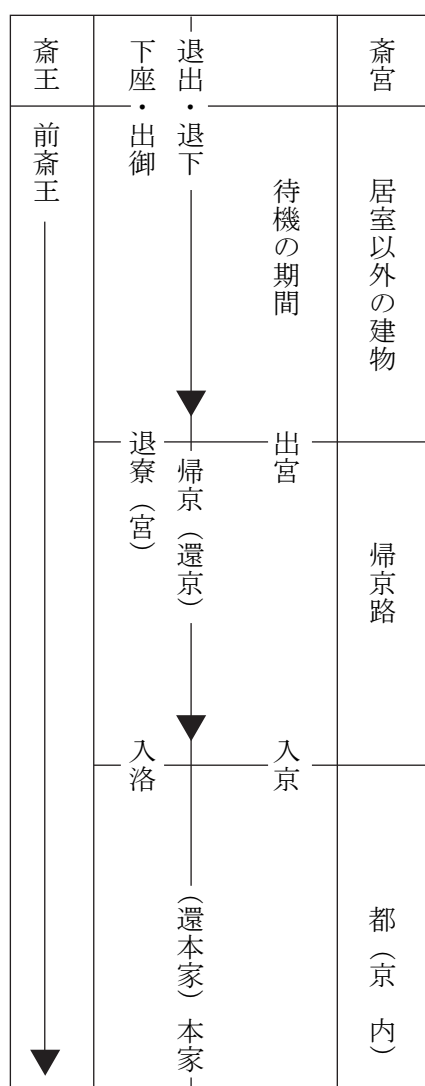 斎宮
居室以外の建物
帰京路
都（京内）
待機の期間
出宮
入京
退出・退下
帰京（還京）
（還本家）本家
下座・出御
退寮（宮）
入洛
斎王
前斎王